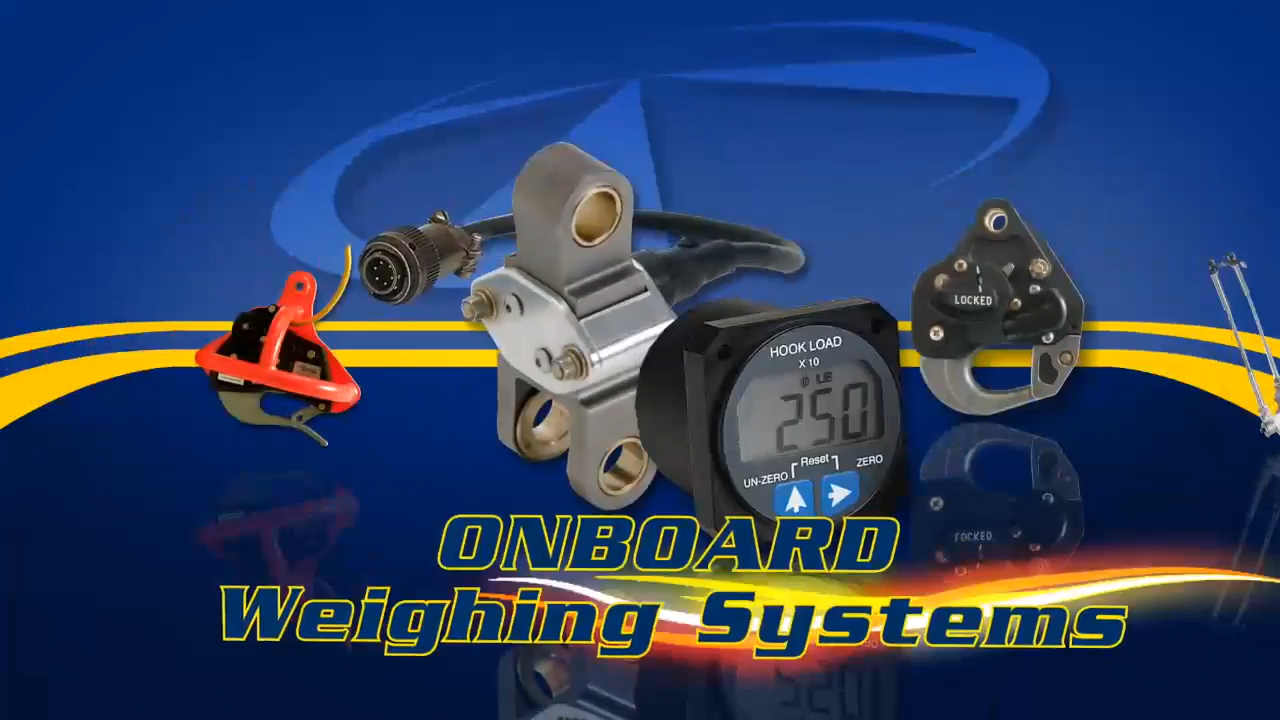 LOCKED
HOOK LOAD
X 10
LB
250
Reset
UN-ZERO
ZERO
ONBOARD
Weighing Systems